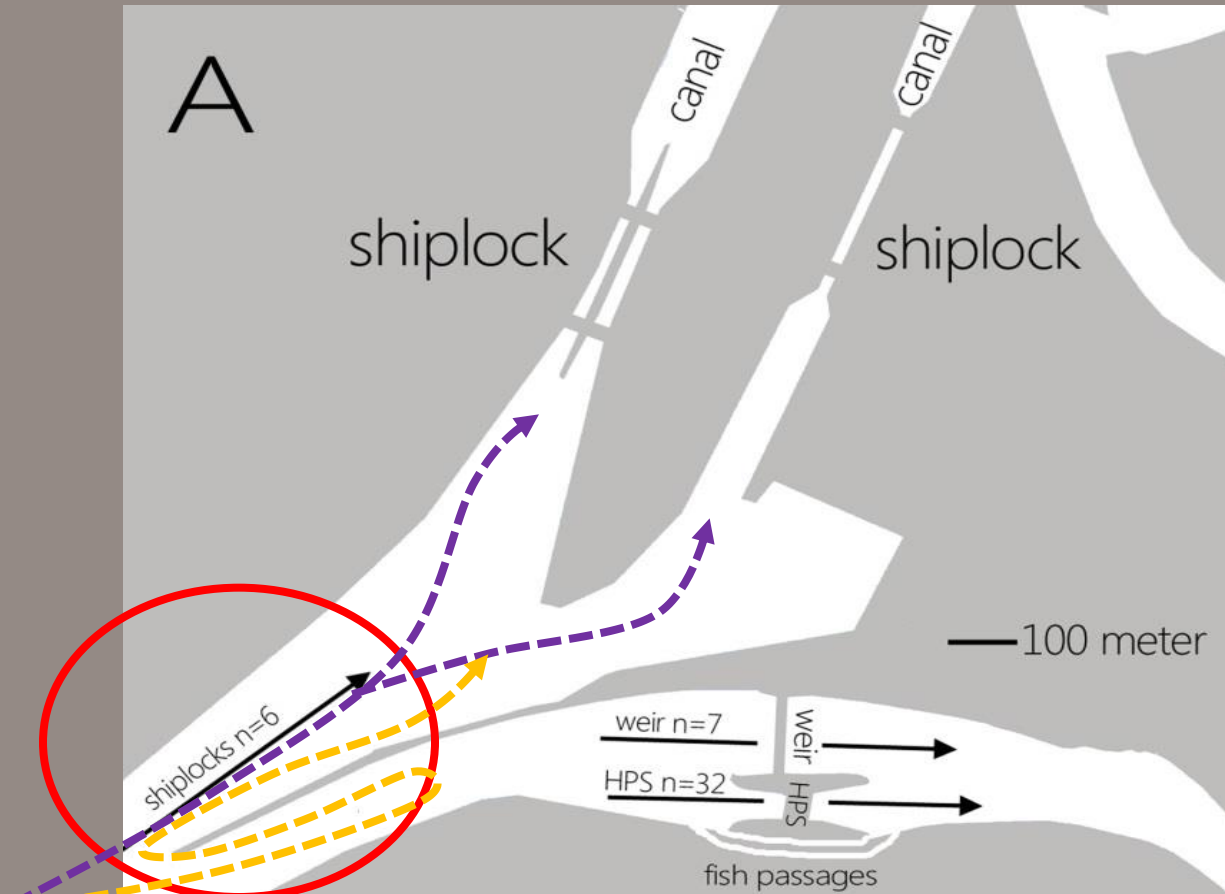 A
canal
canal
shiplock
shiplock
100 meter
shiplocks n=6
weir n=7
weir
HPS n=32
HPS
fish passages